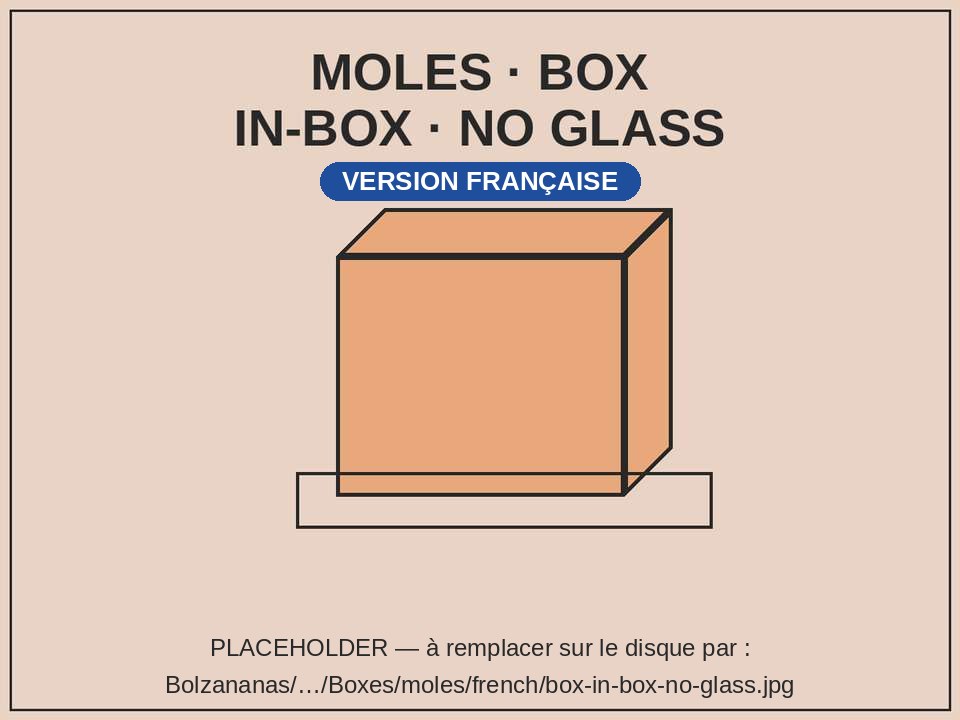 MOLES · BOX
IN-BOX · NO GLASS
VERSION FRANÇAISE
PLACEHOLDER — à remplacer sur le disque par :
Bolzananas/…/Boxes/moles/french/box-in-box-no-glass.jpg